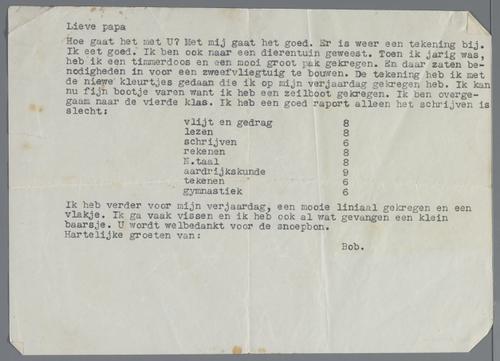 Lieve papa
Hoe gaat het met U? Met mij gaat het goed. Er is weer een tekening bij.
Ik eet goed. Ik ben ook naar een dierentuin geweest. Toen ik jarig was,
heb ik een timmerdoos en een mooi groot pak gekregen. En daar zaten be-
nodigheden in voor een zweefvliegtuig te bouwen. De tekening heb ik met
de niewe kleurtjes gedaan die ik op mijn verjaardag gekregen heb. Ik kan
nu fijn bootje varen want ik heb een zeilboot gekregen. Ik ben overge-
gaam naar de vierde klas. Ik heb een goed raport alleen het schrijven is
slecht:
vlijt en gedrag 8
lezen 8
schrijven 6
rekenen 8
N.taal 8
aardrijkskunde 9
tekenen 6
gymnastiek 6
Ik heb verder voor mijn verjaardag, een mooie liniaal gekregen en een
vlakje. Ik ga vaak vissen en ik heb ook al wat gevangen een klein
baarsje. U wordt welbedankt voor de snoepbon.
Hartelijke groeten van:
Bob.